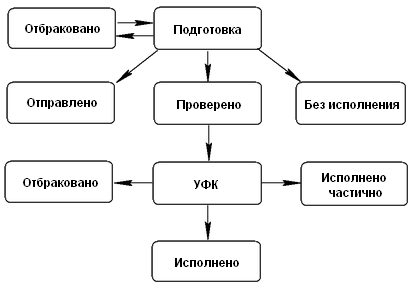 Отбраковано
Подготовка
Отправлено
Проверено
Без исполнения
Отбраковано
УФК
Исполнено
частично
Исполнено